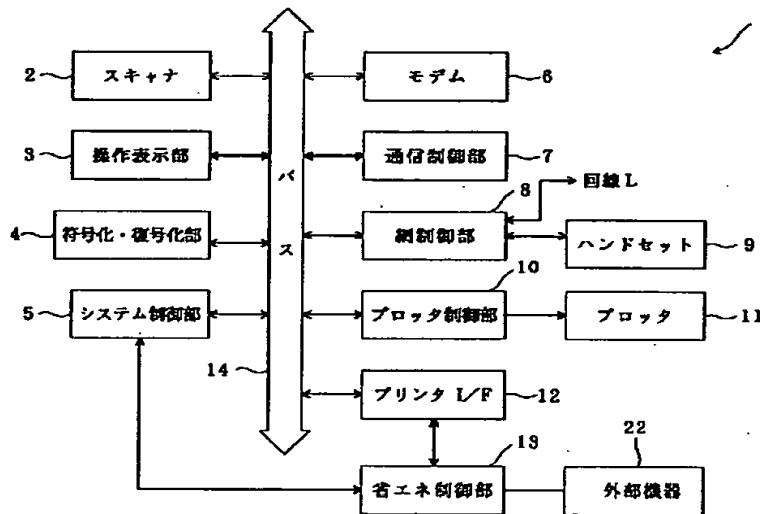 2
スキャナ
モデム
6
3
操作表示部
通信制御部
7
バス
回線L
8
4
符号化・復号化部
網制御部
ハンドセット
9
10
5
システム制御部
プロッタ制御部
プロッタ
11
14
プリンタ I/F
12
13
22
省エネ制御部
外部機器